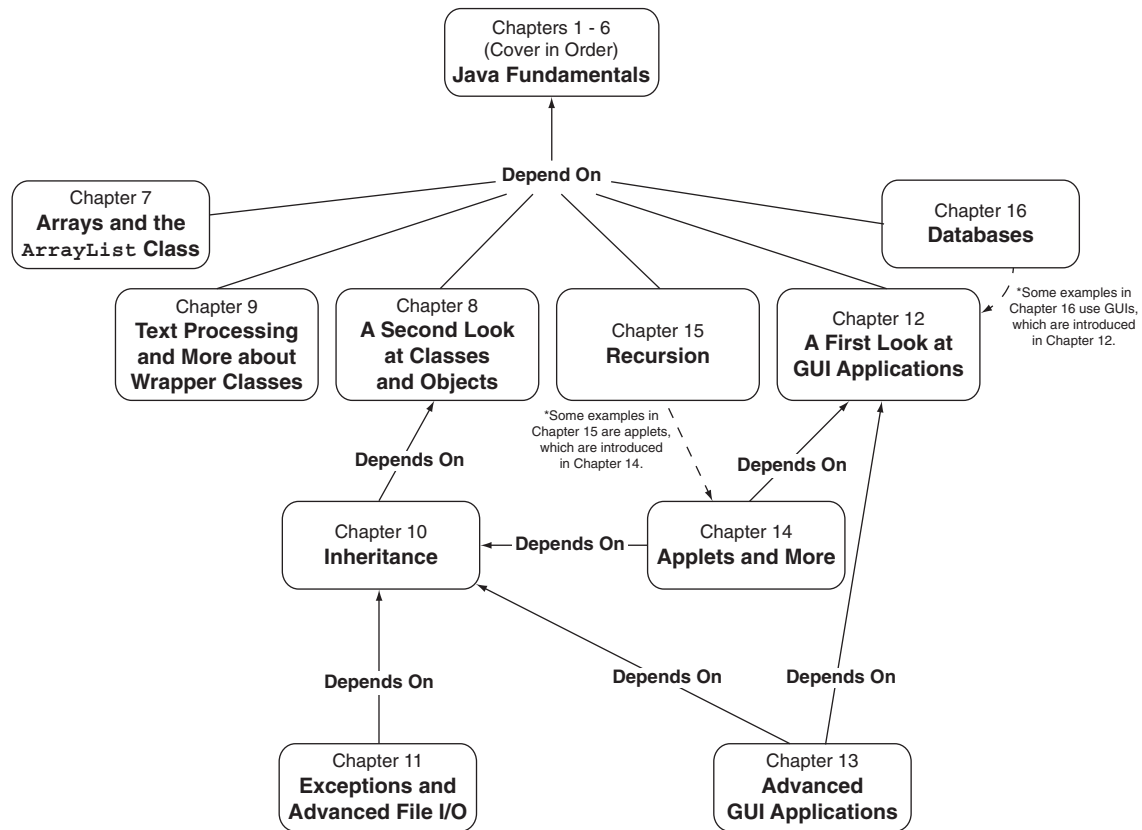 Chapters 1 - 6
(Cover in Order)
Java Fundamentals
Depend On
Chapter 7
Arrays and the
ArrayList Class
Chapter 16
Databases
*Some examples in
Chapter 16 use GUIs,
which are introduced
in Chapter 12.
Chapter 9
Text Processing
and More about
Wrapper Classes
Chapter 8
A Second Look
at Classes
and Objects
Chapter 15
Recursion
Chapter 12
A First Look at
GUI Applications
*Some examples in
Chapter 15 are applets,
which are introduced
in Chapter 14.
Depends On
Depends On
Chapter 10
Inheritance
Depends On
Chapter 14
Applets and More
Depends On
Depends On
Depends On
Chapter 11
Exceptions and
Advanced File I/O
Chapter 13
Advanced
GUI Applications